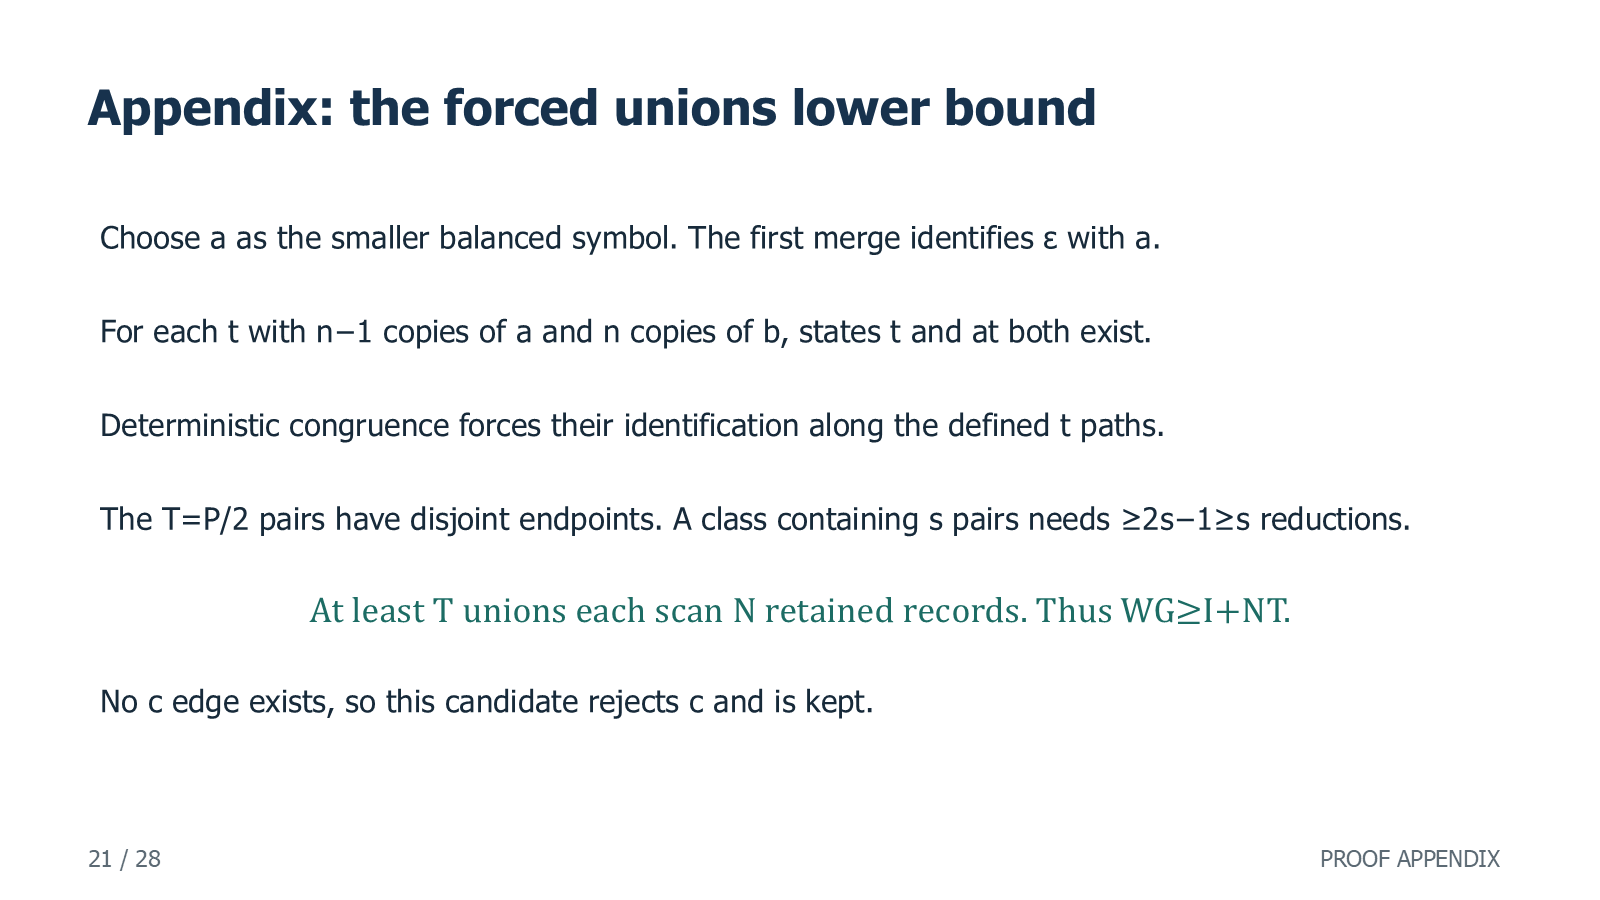 Appendix: the forced unions lower bound
Choose a as the smaller balanced symbol. The first merge identifies ε with a.
For each t with n−1 copies of a and n copies of b, states t and at both exist.
Deterministic congruence forces their identification along the defined t paths.
The T=P/2 pairs have disjoint endpoints. A class containing s pairs needs ≥2s−1≥s reductions.
At least T unions each scan N retained records. Thus WG≥I+NT.
No c edge exists, so this candidate rejects c and is kept.
21 / 28
PROOF APPENDIX